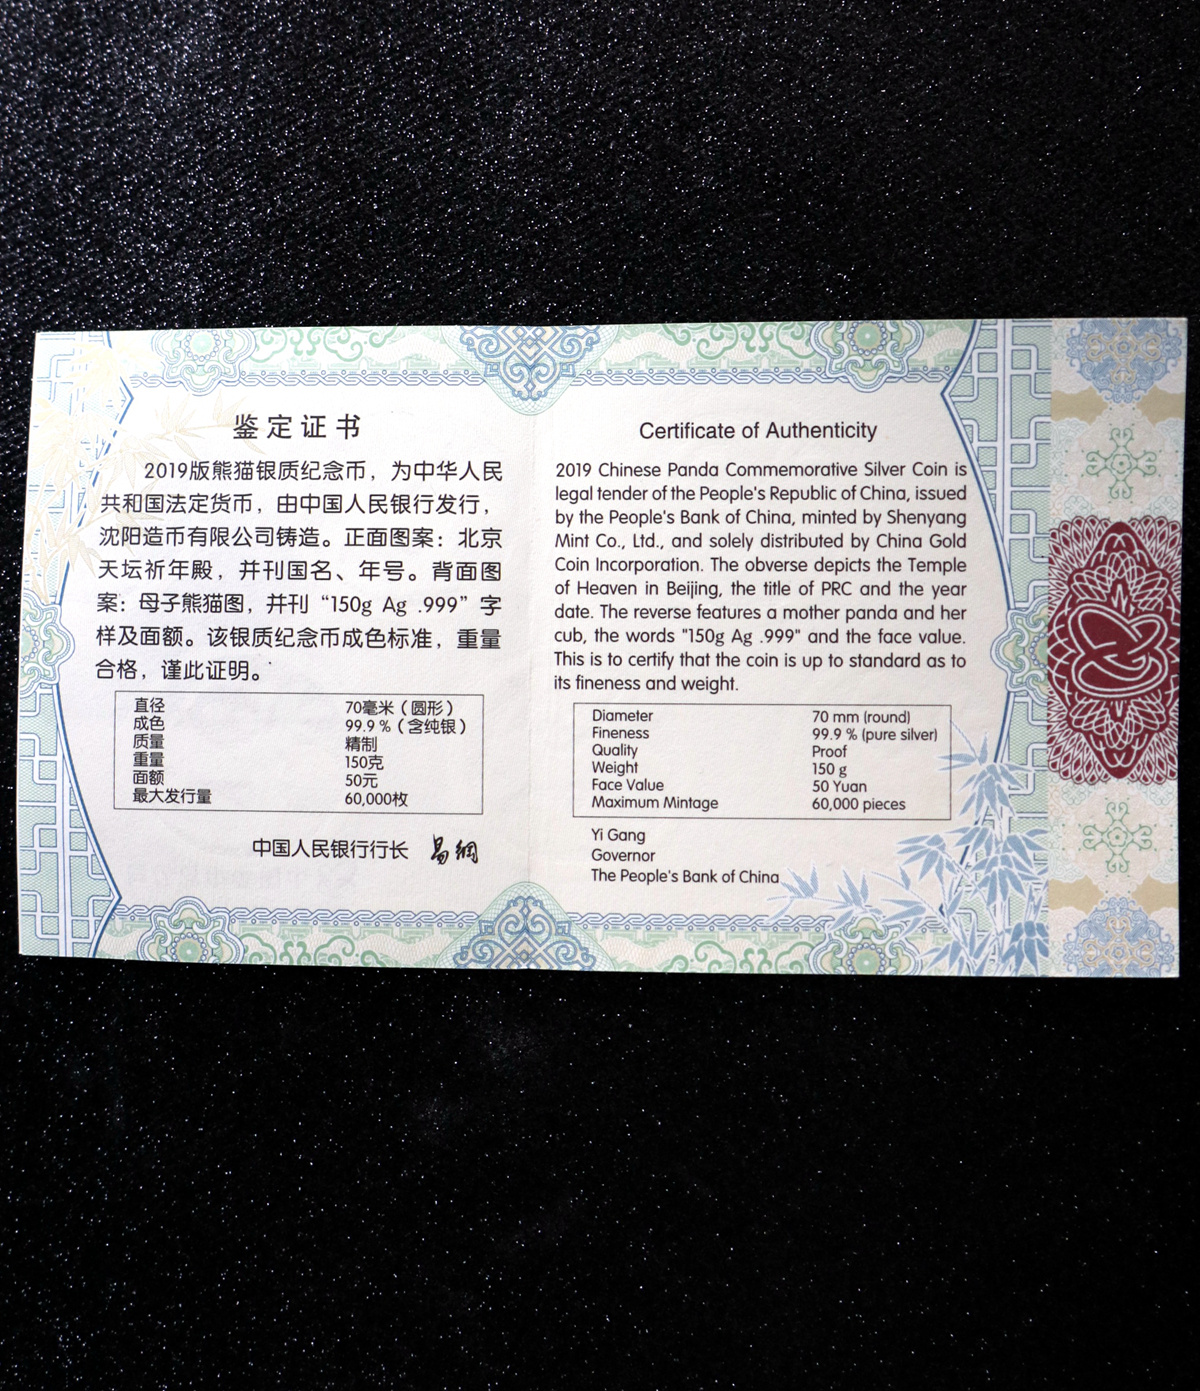 鉴定证书
2019版熊猫银质纪念币，为中华人民
共和国法定货币，由中国人民银行发行，
沈阳造币有限公司铸造。正面图案：北京
天坛祈年殿，并刊国名、年号。背面图
案：母子熊猫图，并刊“150g Ag .999”字
样及面额。该银质纪念币成色标准，重量
合格，谨此证明。
直径 70毫米（圆形）
成色 99.9％（含纯银）
质量 精制
重量 150克
面额 50元
最大发行量 60,000枚
中国人民银行行长 易纲
Certificate of Authenticity
2019 Chinese Panda Commemorative Silver Coin is
legal tender of the People's Republic of China, issued
by the People's Bank of China, minted by Shenyang
Mint Co., Ltd., and solely distributed by China Gold
Coin Incorporation. The obverse depicts the Temple
of Heaven in Beijing, the title of PRC and the year
date. The reverse features a mother panda and her
cub, the words "150g Ag .999" and the face value.
This is to certify that the coin is up to standard as to
its fineness and weight.
Diameter 70 mm (round)
Fineness 99.9 % (pure silver)
Quality Proof
Weight 150 g
Face Value 50 Yuan
Maximum Mintage 60,000 pieces
Yi Gang
Governor
The People's Bank of China